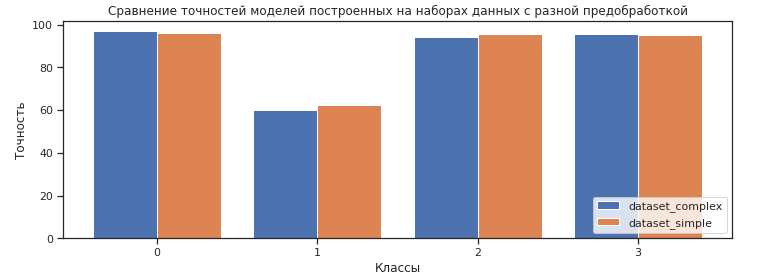 Сравнение точностей моделей построенных на наборах данных с разной предобработкой
Точность
100
80
60
40
20
0
0 1 2 3
Классы
dataset_complex
dataset_simple